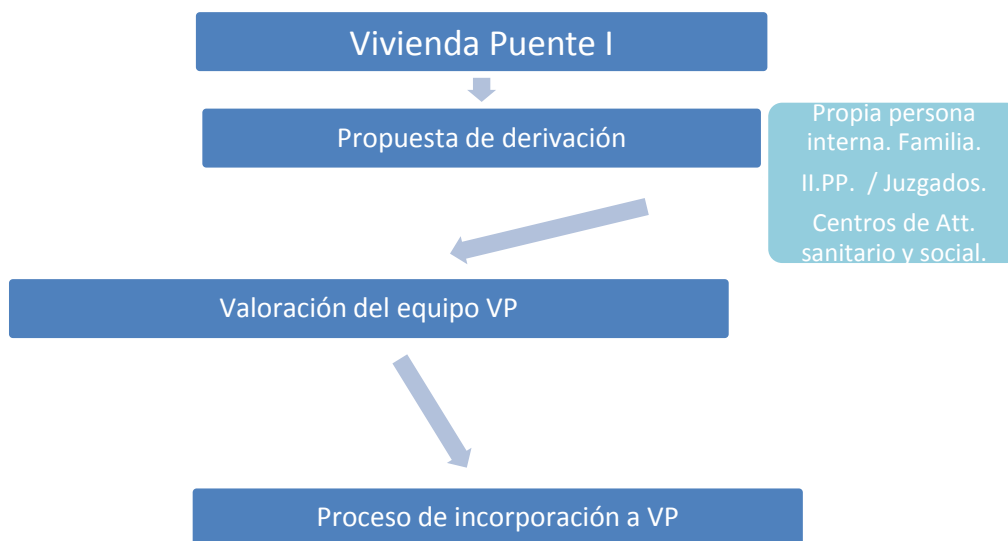 Vivienda Puente I
Propuesta de derivación
Propia persona
interna. Familia.
II.PP.  / Juzgados.
Centros de Att.
sanitario y social.
Valoración del equipo VP
Proceso de incorporación a VP